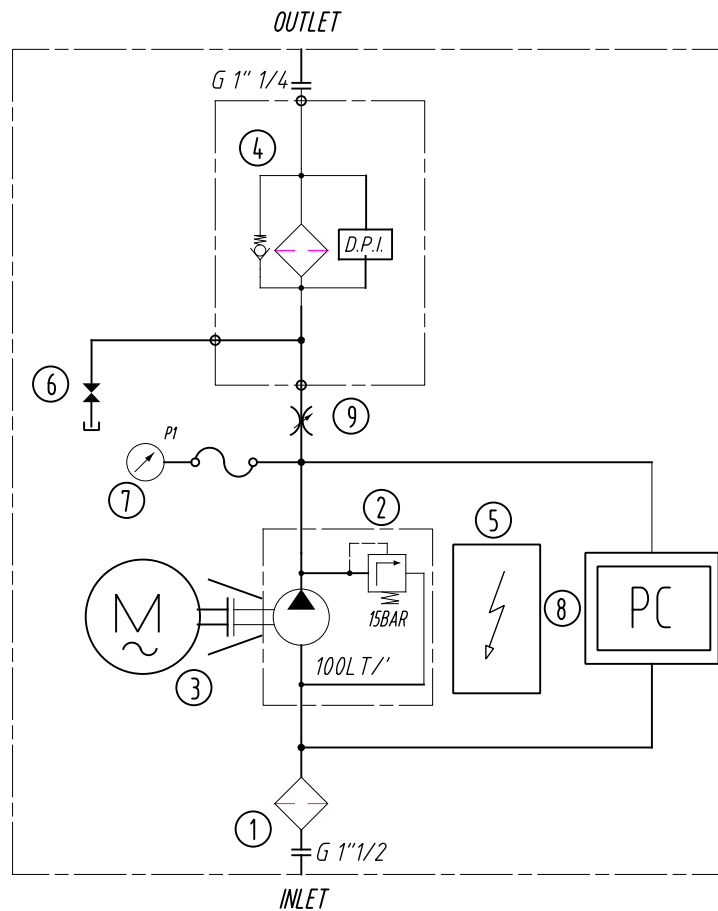 OUTLET
G 1" 1/4
4
D.P.I.
6
9
P1
7
2
5
15BAR
M
8
PC
100LT/'
3
1
G 1"1/2
INLET